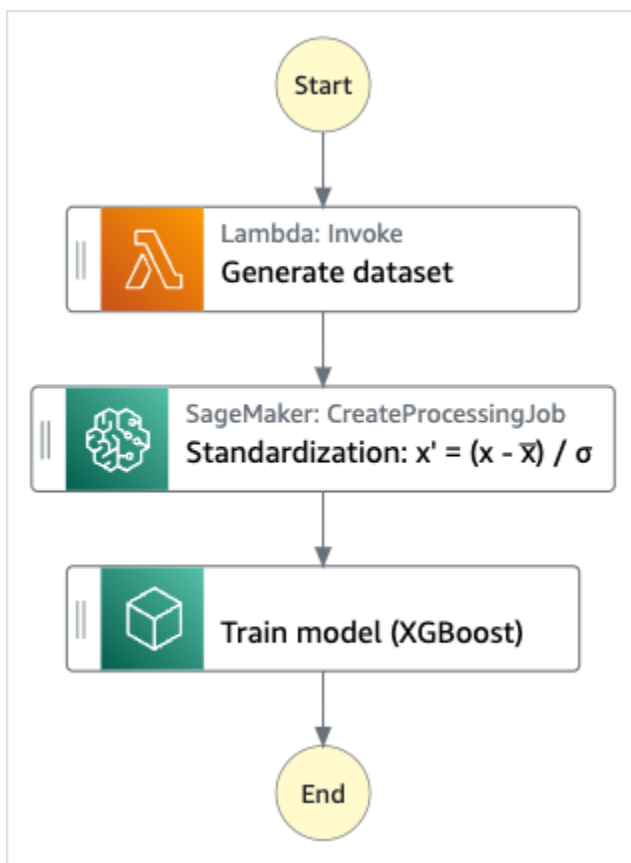 Start
Lambda: Invoke
Generate dataset
SageMaker: CreateProcessingJob
Standardization: x' = (x - x̅) / σ
Train model (XGBoost)
End